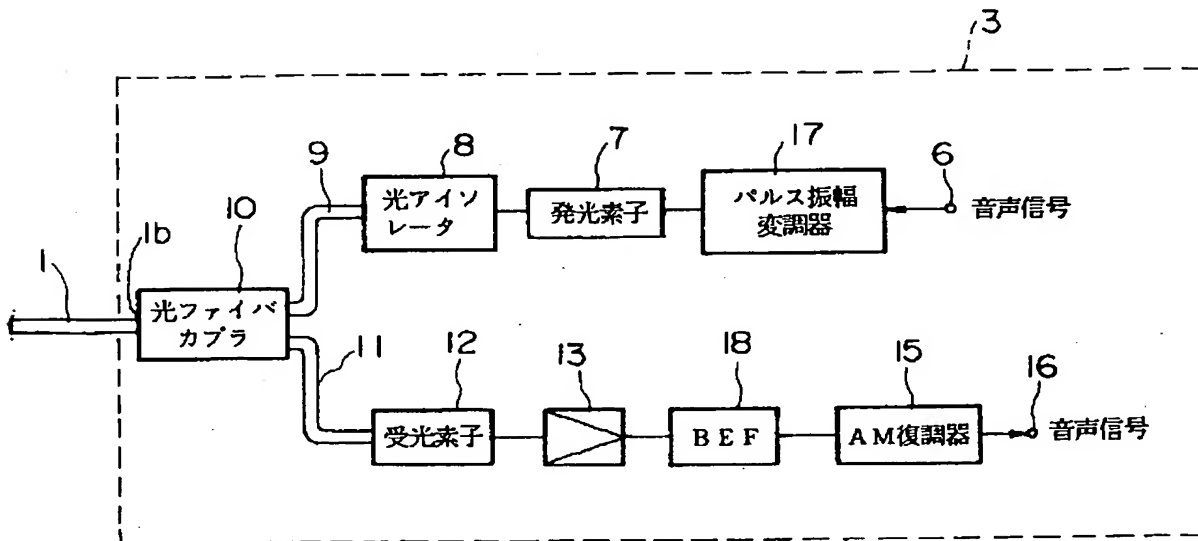 3
17
6
8
7
9
光アイソ
レータ
発光素子
パルス振幅
変調器
音声信号
10
1b
1
光ファイバ
カプラ
11
12
13
18
15
16
受光素子
BEF
AM復調器
音声信号